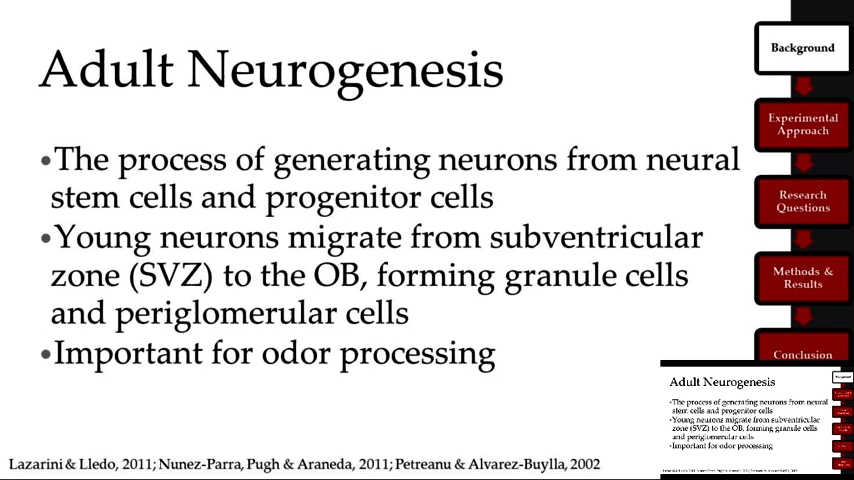 Adult Neurogenesis
•The process of generating neurons from neural
stem cells and progenitor cells
•Young neurons migrate from subventricular
zone (SVZ) to the OB, forming granule cells
and periglomerular cells
•Important for odor processing
Lazarini & Lledo, 2011; Nunez-Parra, Pugh & Araneda, 2011; Petreanu & Alvarez-Buylla, 2002
Background
Experimental
Approach
Research
Questions
Methods &
Results
Conclusion
Adult Neurogenesis
•The process of generating neurons from neural
stem cells and progenitor cells
•Young neurons migrate from subventricular
zone (SVZ) to the OB, forming granule cells
and periglomerular cells
•Important for odor processing